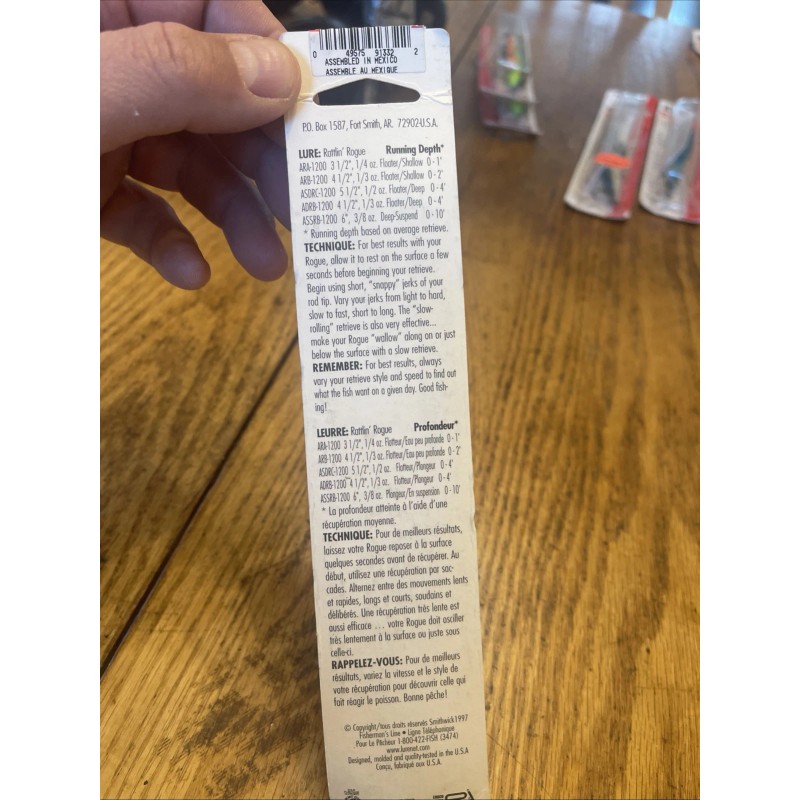 0 49575 91332 2
ASSEMBLED IN MEXICO
ASSEMBLE AU MEXIQUE
P.O. Box 1587, Fort Smith, AR. 72902-U.S.A.
LURE: Rattlin' Rogue Running Depth*
ARA-1200 3 1/2", 1/4 oz. Floater/Shallow 0 - 1'
ARB-1200 4 1/2", 1/3 oz. Floater/Shallow 0 - 2'
ASDRC-1200 5 1/2", 1/2 oz. Floater/Deep 0 - 4'
ADRB-1200 4 1/2", 1/3 oz. Floater/Deep 0 - 4'
ASSRB-1200 6", 3/8 oz. Deep-Suspend 0 - 10'
* Running depth based on average retrieve.
TECHNIQUE: For best results with your
Rogue, allow it to rest on the surface a few
seconds before beginning your retrieve.
Begin using short, "snappy" jerks of your
rod tip. Vary your jerks from light to hard,
slow to fast, short to long. The "slow-
rolling" retrieve is also very effective...
make your Rogue "wallow" along on or just
below the surface with a slow retrieve.
REMEMBER: For best results, always
vary your retrieve style and speed to find out
what the fish want on a given day. Good fish-
ing!
LEURRE: Rattlin' Rogue Profondeur*
ARA-1200 3 1/2", 1/4 oz. Flotteur/Eau peu profonde 0 - 1'
ARB-1200 4 1/2", 1/3 oz. Flotteur/Eau peu profonde 0 - 2'
ASDRC-1200 5 1/2", 1/2 oz. Flotteur/Plongeur 0 - 4'
ADRB-1200 4 1/2", 1/3 oz. Flotteur/Plongeur 0 - 4'
ASSRB-1200 6", 3/8 oz. Plongeur/En suspension 0 - 10'
* La profondeur atteinte à l'aide d'une
récupération moyenne.
TECHNIQUE: Pour de meilleurs résultats,
laissez votre Rogue reposer à la surface
quelques secondes avant de récupérer. Au
début, utilisez une récupération par sac-
cades. Alternez entre des mouvements lents
et rapides, longs et courts, soudains et
délibérés. Une récupération très lente est
aussi efficace ... votre Rogue doit osciller
très lentement à la surface ou juste sous
celle-ci.
RAPPELEZ-VOUS: Pour de meilleurs
résultats, variez la vitesse et le style de
votre récupération pour découvrir celle qui
fait réagir le poisson. Bonne pêche!
© Copyright/tous droits réservés Smithwick 1997
Fisherman's Line • Ligne Téléphonique
Pour Le Pêcheur 1-800-422-FISH (3474)
www.lurenet.com
Designed, molded and quality-tested in the U.S.A
Conçu, fabriqué aux U.S.A.